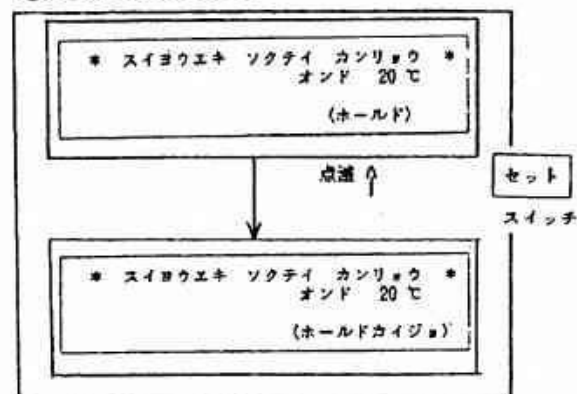 * スイヨウエキ ソクテイ カンリョウ *
オンド 20℃
(ホールド)
点滅 ⇧
セット
スイッチ
* スイヨウエキ ソクテイ カンリョウ *
オンド 20℃
(ホールドカイジョ)